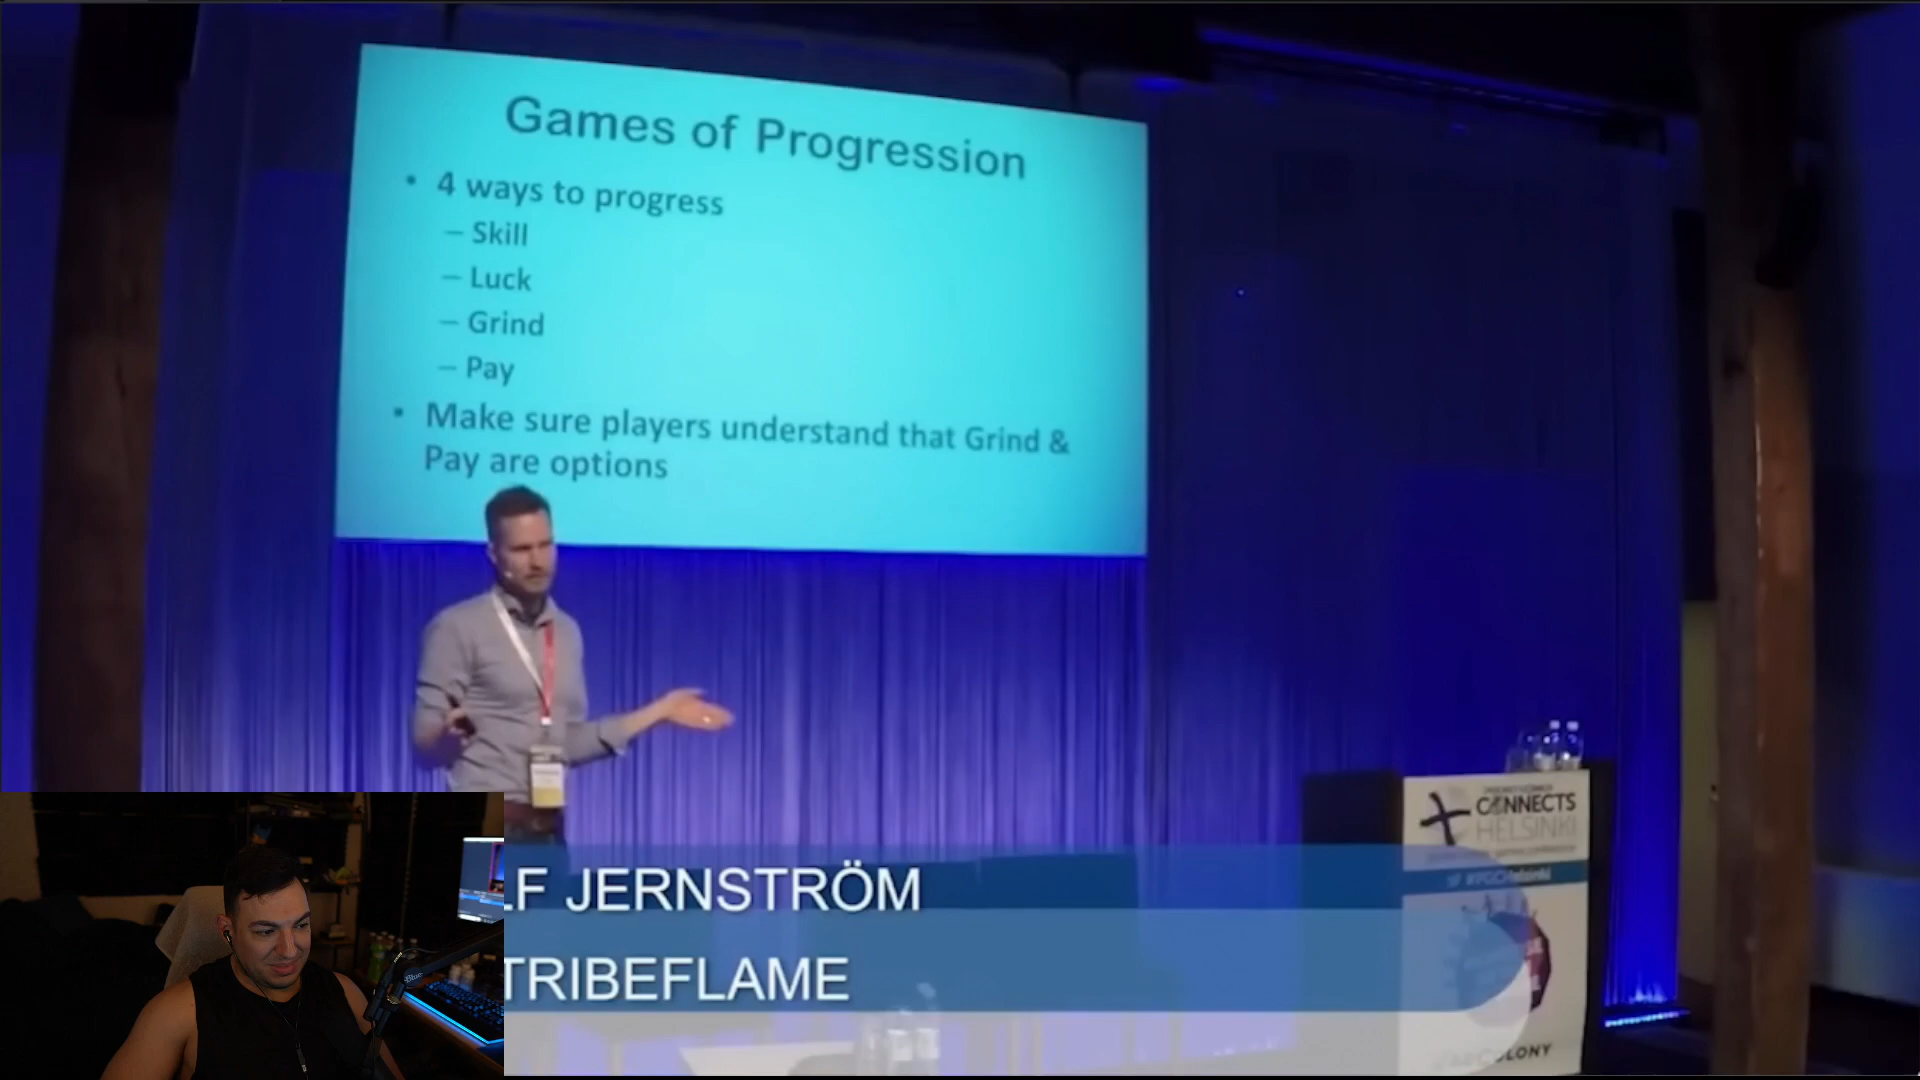 Games of Progression
• 4 ways to progress
– Skill
– Luck
– Grind
– Pay
• Make sure players understand that Grind &
Pay are options
CONNECTS
HELSINKI
LF JERNSTRÖM
TRIBEFLAME
Blue